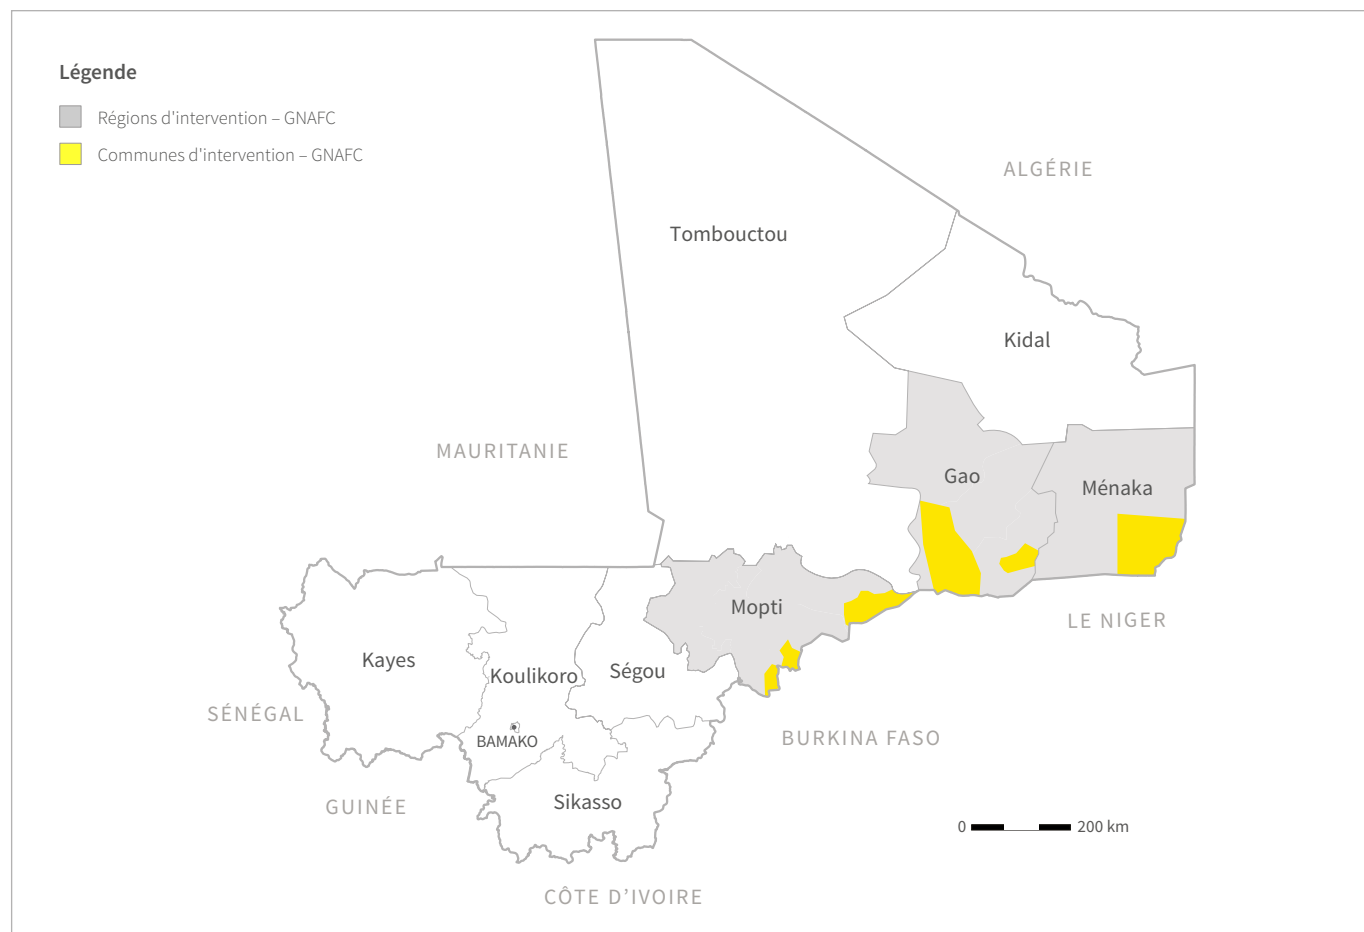 Légende
Régions d'intervention – GNAFC
Communes d'intervention – GNAFC
ALGÉRIE
Tombouctou
Kidal
MAURITANIE
Gao
Ménaka
Mopti
LE NIGER
Kayes
Koulikoro
Ségou
SÉNÉGAL
BAMAKO
BURKINA FASO
GUINÉE
Sikasso
0 200 km
CÔTE D’IVOIRE